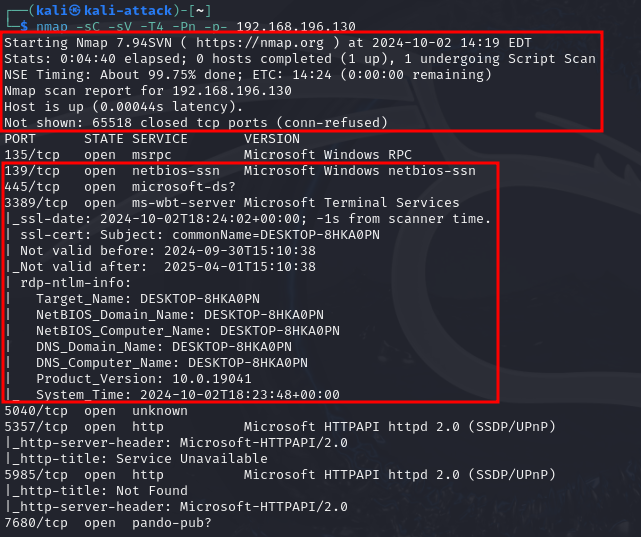 ┌──(kali㉿kali-attack)-[~]
└─$ nmap -sC -sV -T4 -Pn -p- 192.168.196.130
Starting Nmap 7.94SVN ( https://nmap.org ) at 2024-10-02 14:19 EDT
Stats: 0:04:40 elapsed; 0 hosts completed (1 up), 1 undergoing Script Scan
NSE Timing: About 99.75% done; ETC: 14:24 (0:00:00 remaining)
Nmap scan report for 192.168.196.130
Host is up (0.00044s latency).
Not shown: 65518 closed tcp ports (conn-refused)
PORT      STATE SERVICE       VERSION
135/tcp   open  msrpc         Microsoft Windows RPC
139/tcp   open  netbios-ssn   Microsoft Windows netbios-ssn
445/tcp   open  microsoft-ds?
3389/tcp  open  ms-wbt-server Microsoft Terminal Services
|_ssl-date: 2024-10-02T18:24:02+00:00; -1s from scanner time.
| ssl-cert: Subject: commonName=DESKTOP-8HKA0PN
| Not valid before: 2024-09-30T15:10:38
|_Not valid after:  2025-04-01T15:10:38
| rdp-ntlm-info:
|   Target_Name: DESKTOP-8HKA0PN
|   NetBIOS_Domain_Name: DESKTOP-8HKA0PN
|   NetBIOS_Computer_Name: DESKTOP-8HKA0PN
|   DNS_Domain_Name: DESKTOP-8HKA0PN
|   DNS_Computer_Name: DESKTOP-8HKA0PN
|   Product_Version: 10.0.19041
|_  System_Time: 2024-10-02T18:23:48+00:00
5040/tcp  open  unknown
5357/tcp  open  http          Microsoft HTTPAPI httpd 2.0 (SSDP/UPnP)
|_http-server-header: Microsoft-HTTPAPI/2.0
|_http-title: Service Unavailable
5985/tcp  open  http          Microsoft HTTPAPI httpd 2.0 (SSDP/UPnP)
|_http-title: Not Found
|_http-server-header: Microsoft-HTTPAPI/2.0
7680/tcp  open  pando-pub?